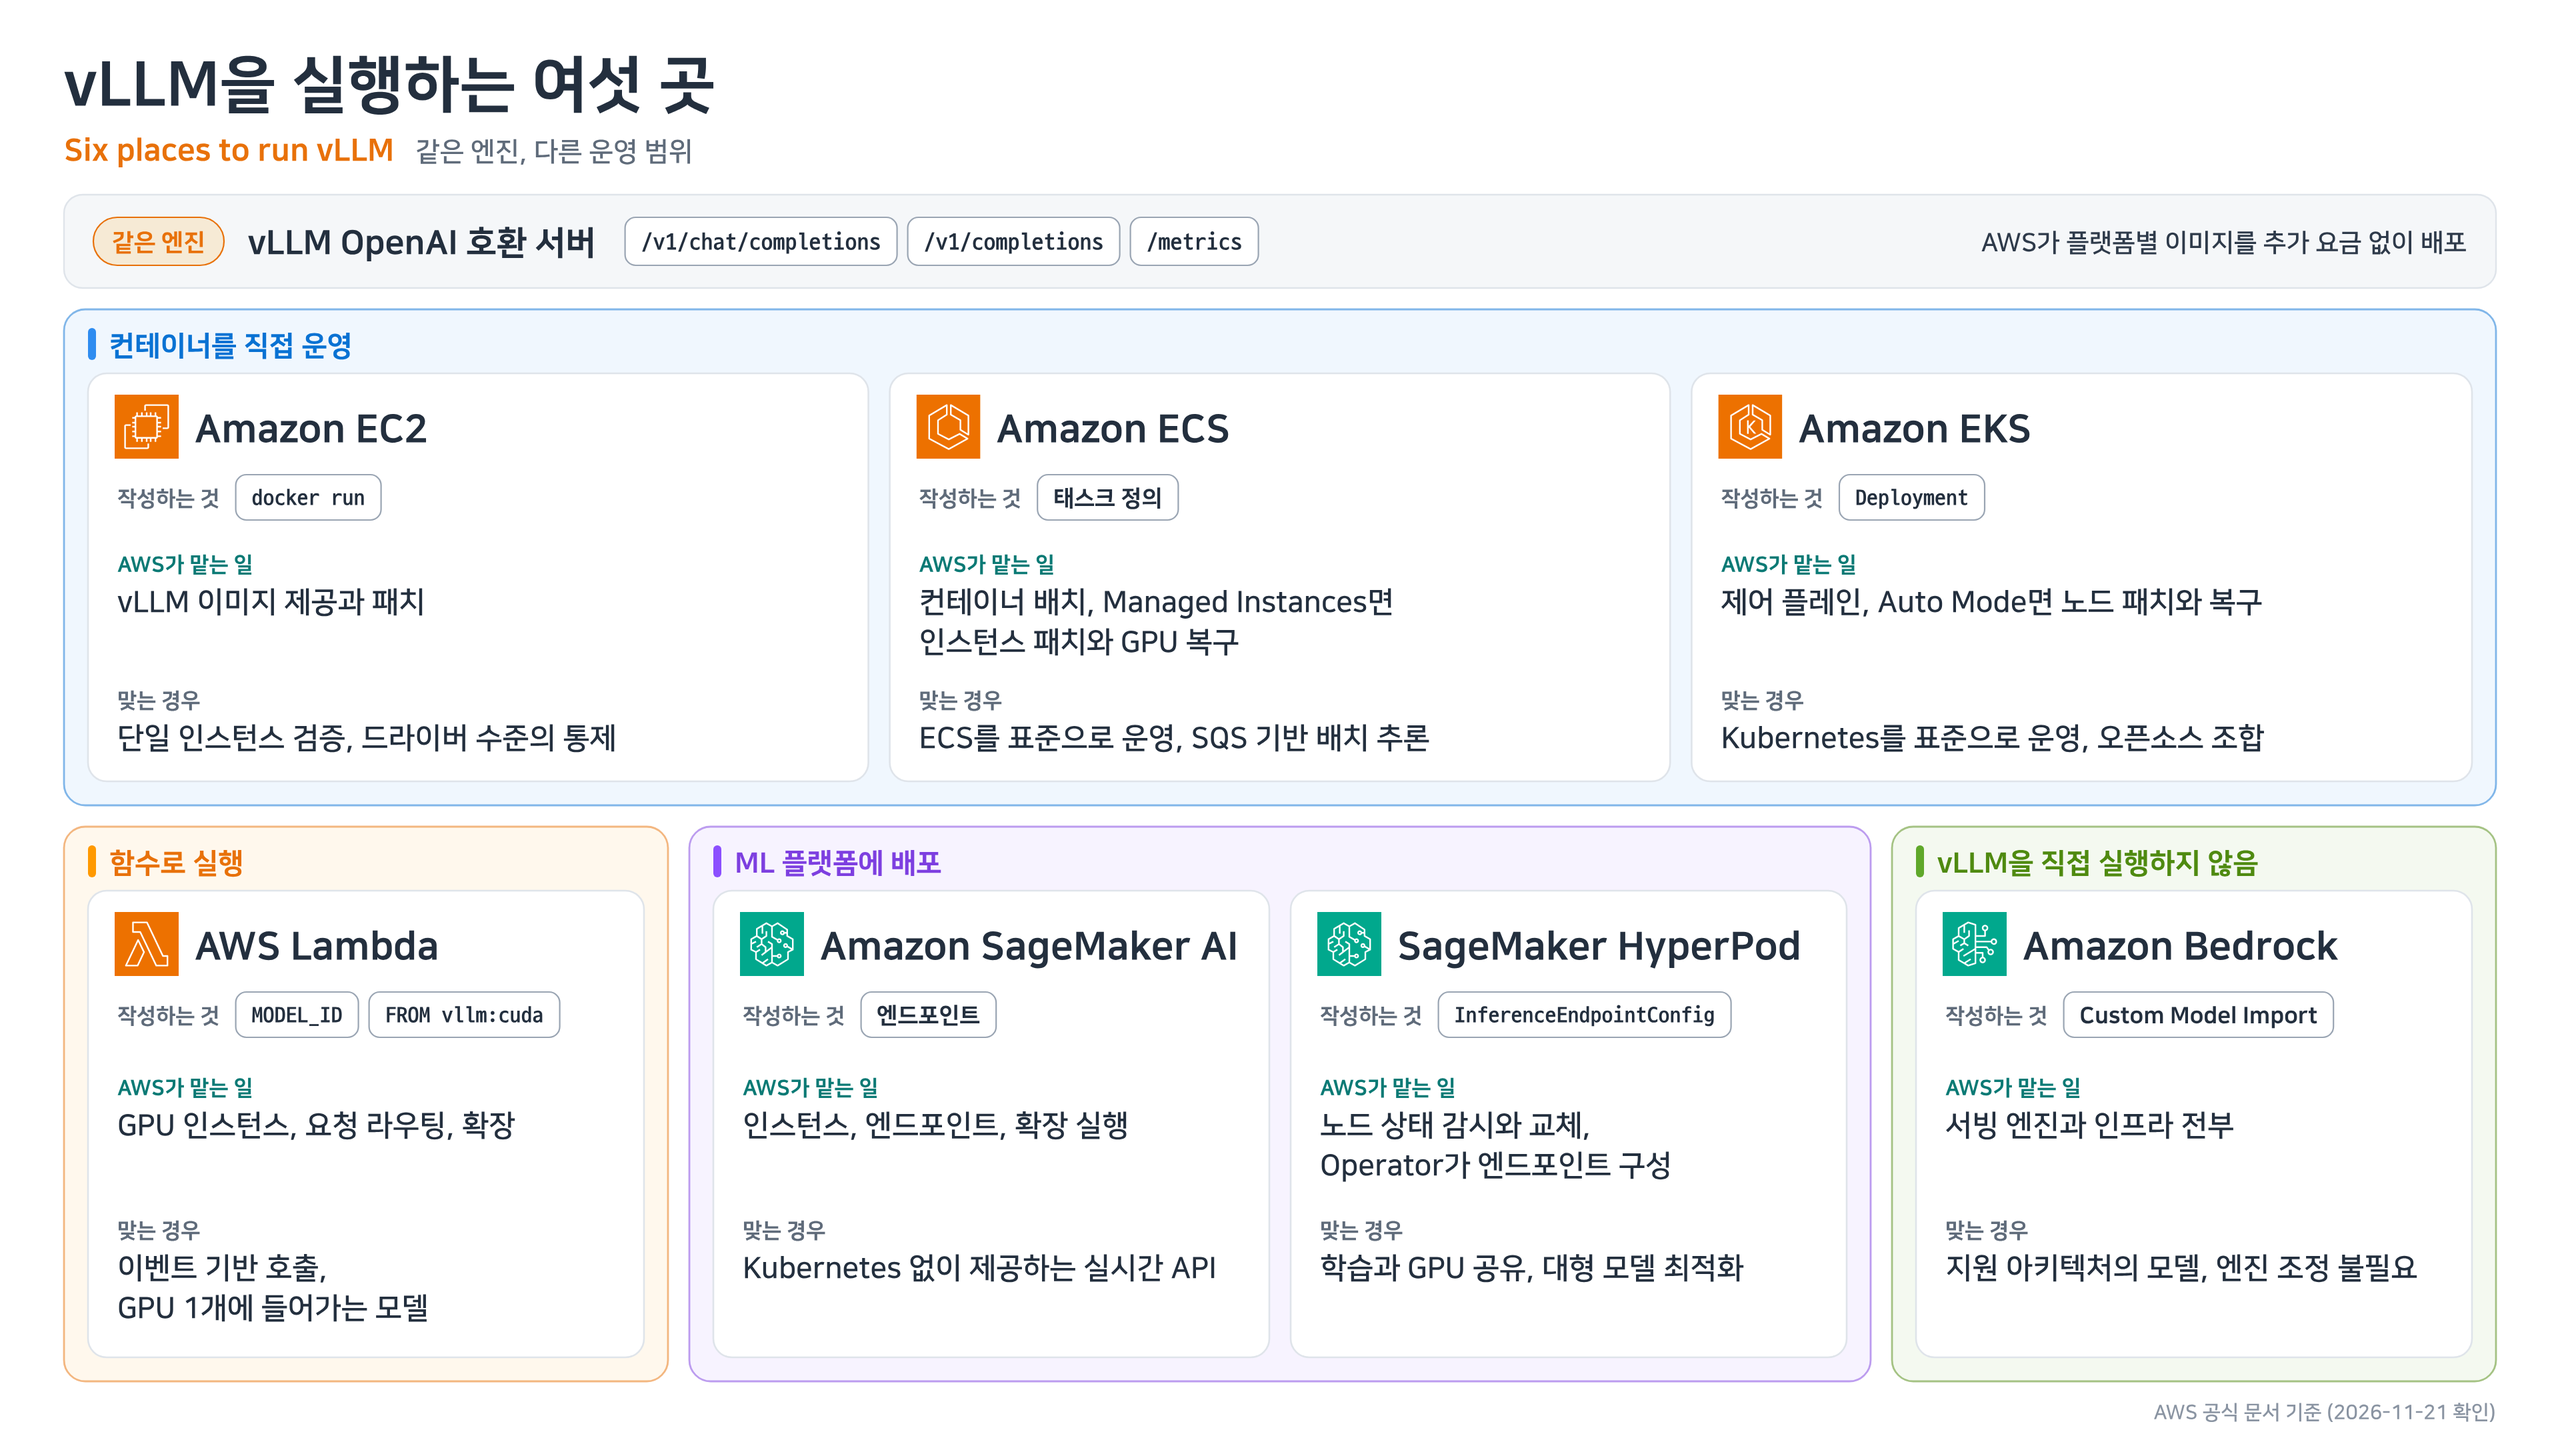 vLLM을 실행하는 여섯 곳
Six places to run vLLM 같은 엔진, 다른 운영 범위
같은 엔진 vLLM OpenAI 호환 서버 /v1/chat/completions /v1/completions /metrics AWS가 플랫폼별 이미지를 추가 요금 없이 배포
컨테이너를 직접 운영
Amazon EC2
작성하는 것 docker run
AWS가 맡는 일
vLLM 이미지 제공과 패치
맞는 경우
단일 인스턴스 검증, 드라이버 수준의 통제
Amazon ECS
작성하는 것 태스크 정의
AWS가 맡는 일
컨테이너 배치, Managed Instances면
인스턴스 패치와 GPU 복구
맞는 경우
ECS를 표준으로 운영, SQS 기반 배치 추론
Amazon EKS
작성하는 것 Deployment
AWS가 맡는 일
제어 플레인, Auto Mode면 노드 패치와 복구
맞는 경우
Kubernetes를 표준으로 운영, 오픈소스 조합
함수로 실행
AWS Lambda
작성하는 것 MODEL_ID FROM vllm:cuda
AWS가 맡는 일
GPU 인스턴스, 요청 라우팅, 확장
맞는 경우
이벤트 기반 호출,
GPU 1개에 들어가는 모델
ML 플랫폼에 배포
Amazon SageMaker AI
작성하는 것 엔드포인트
AWS가 맡는 일
인스턴스, 엔드포인트, 확장 실행
맞는 경우
Kubernetes 없이 제공하는 실시간 API
SageMaker HyperPod
작성하는 것 InferenceEndpointConfig
AWS가 맡는 일
노드 상태 감시와 교체,
Operator가 엔드포인트 구성
맞는 경우
학습과 GPU 공유, 대형 모델 최적화
vLLM을 직접 실행하지 않음
Amazon Bedrock
작성하는 것 Custom Model Import
AWS가 맡는 일
서빙 엔진과 인프라 전부
맞는 경우
지원 아키텍처의 모델, 엔진 조정 불필요
AWS 공식 문서 기준 (2026-11-21 확인)